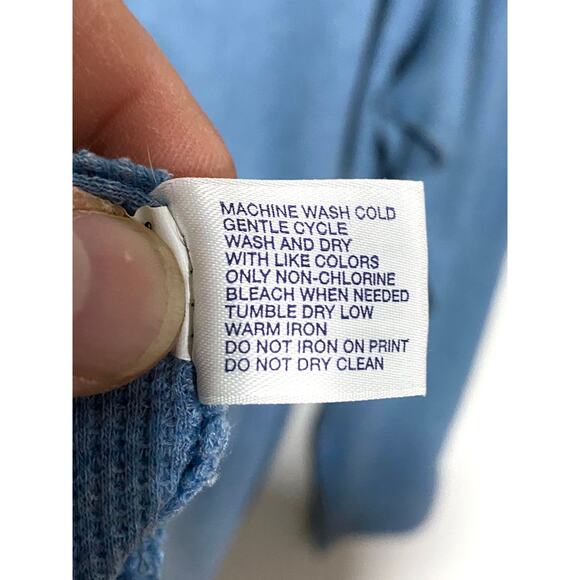 MACHINE WASH COLD
GENTLE CYCLE
WASH AND DRY
WITH LIKE COLORS
ONLY NON-CHLORINE
BLEACH WHEN NEEDED
TUMBLE DRY LOW
WARM IRON
DO NOT IRON ON PRINT
DO NOT DRY CLEAN